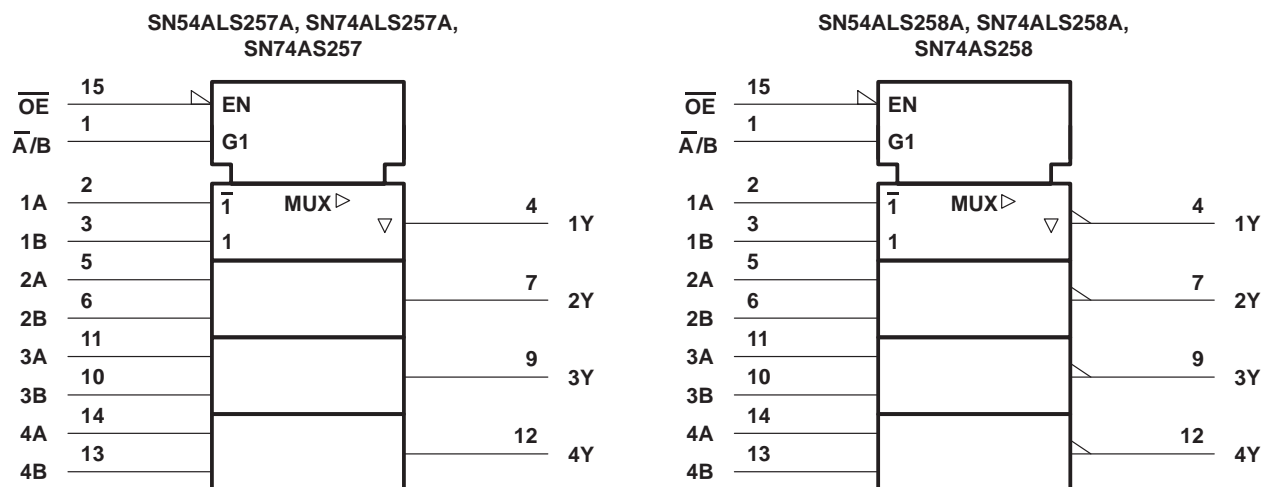 SN54ALS257A, SN74ALS257A,
SN74AS257
OE 15 EN
A/B 1 G1
1A 2 1 MUX
4 1Y
1B 3 1
2A 5
7 2Y
2B 6
3A 11
9 3Y
3B 10
4A 14
12 4Y
4B 13
SN54ALS258A, SN74ALS258A,
SN74AS258
OE 15 EN
A/B 1 G1
1A 2 1 MUX
4 1Y
1B 3 1
2A 5
7 2Y
2B 6
3A 11
9 3Y
3B 10
4A 14
12 4Y
4B 13